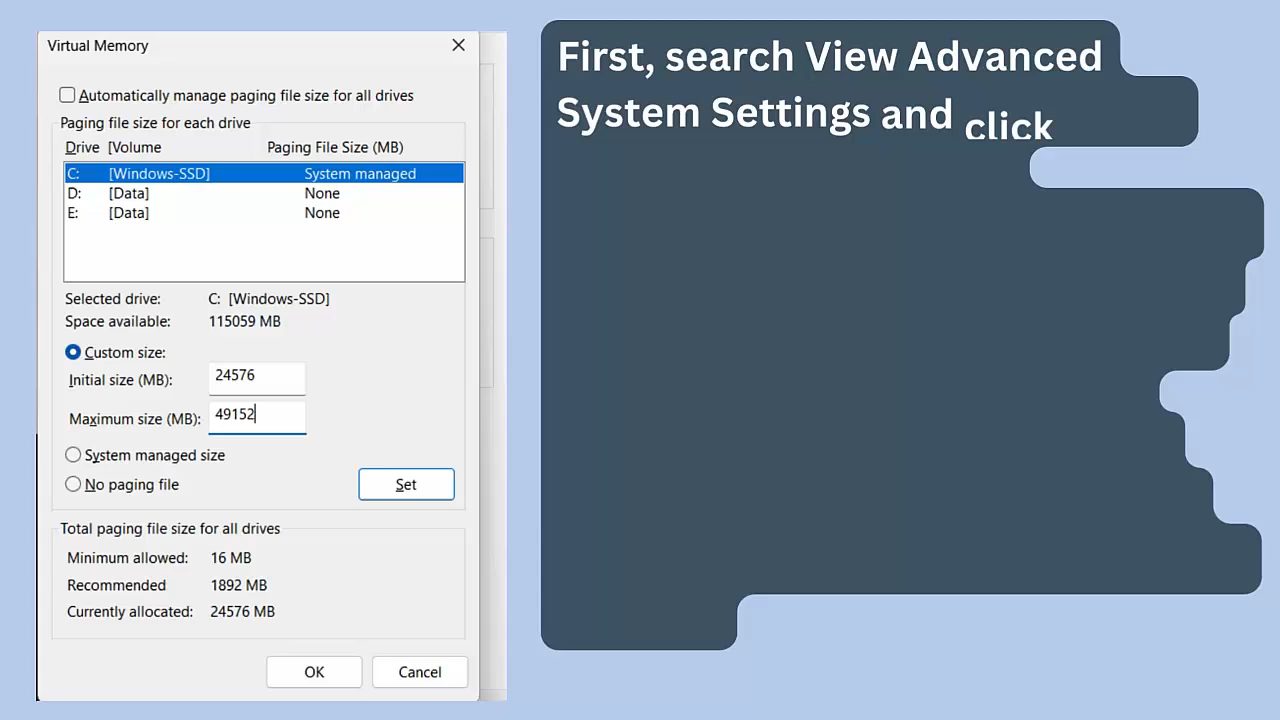 Virtual Memory
Automatically manage paging file size for all drives
Paging file size for each drive
Drive [Volume Paging File Size (MB)
C: [Windows-SSD] System managed
D: [Data] None
E: [Data] None
Selected drive: C: [Windows-SSD]
Space available: 115059 MB
Custom size:
Initial size (MB): 24576
Maximum size (MB): 49152
System managed size
No paging file
Set
Total paging file size for all drives
Minimum allowed: 16 MB
Recommended 1892 MB
Currently allocated: 24576 MB
OK Cancel
First, search View Advanced
System Settings and click